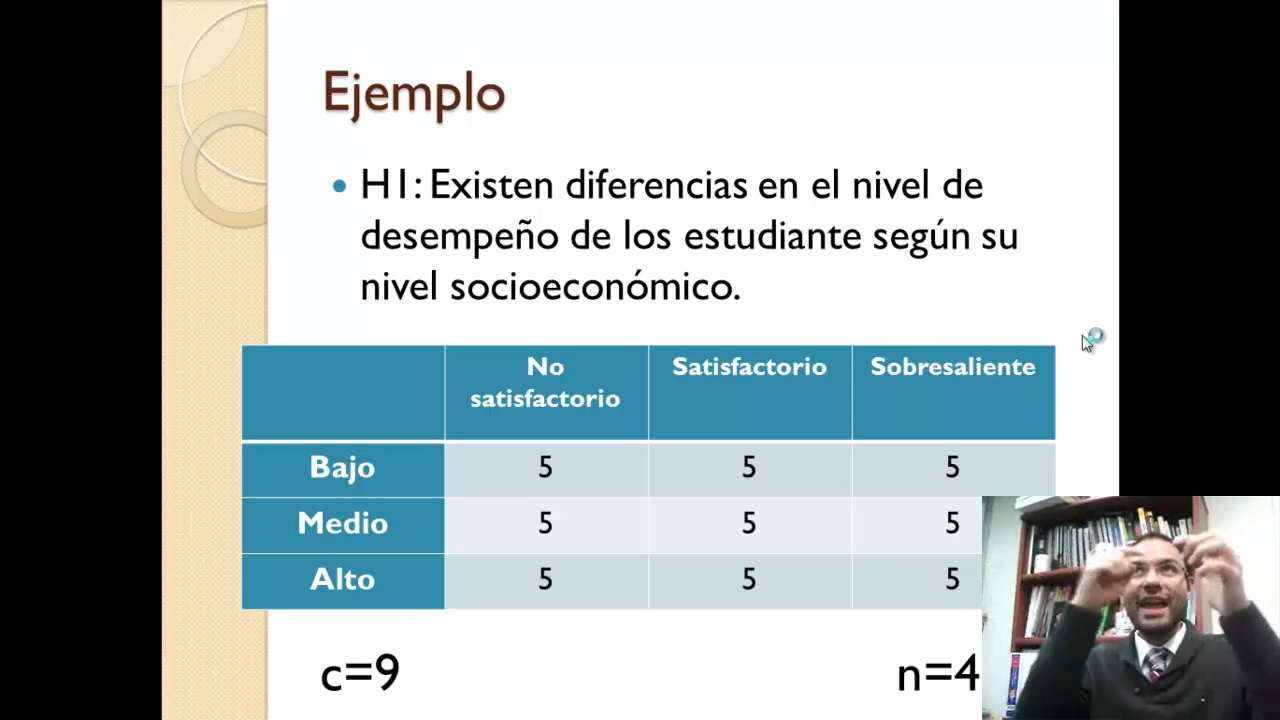 Ejemplo
H1: Existen diferencias en el nivel de
desempeño de los estudiante según su
nivel socioeconómico.
No satisfactorio Satisfactorio Sobresaliente
Bajo 5 5 5
Medio 5 5 5
Alto 5 5 5
c=9 n=4